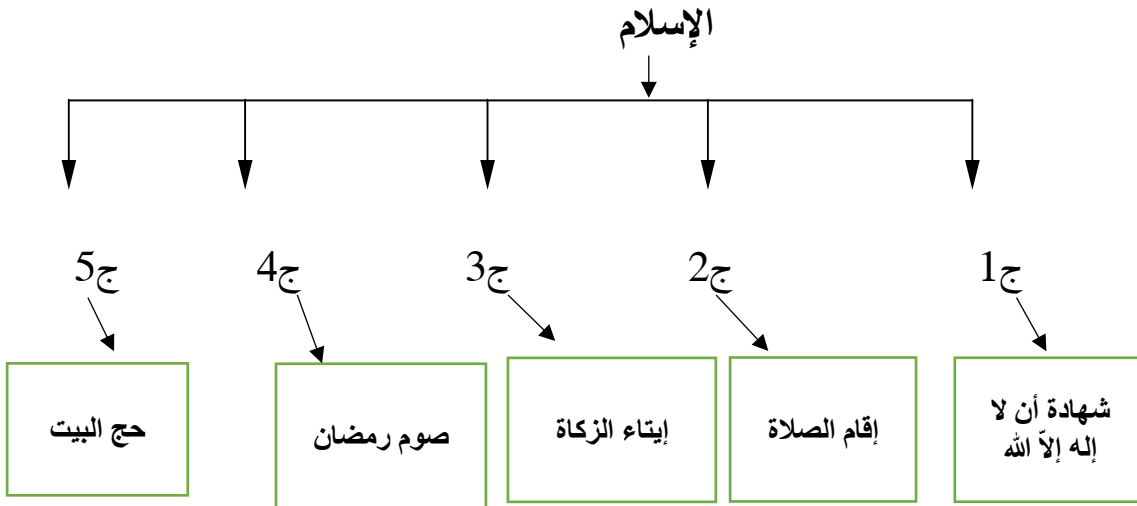 الإسلام
ج1
ج2
ج3
ج4
ج5
شهادة أن لا
إله إلاّ الله
إقام الصلاة
إيتاء الزكاة
صوم رمضان
حج البيت